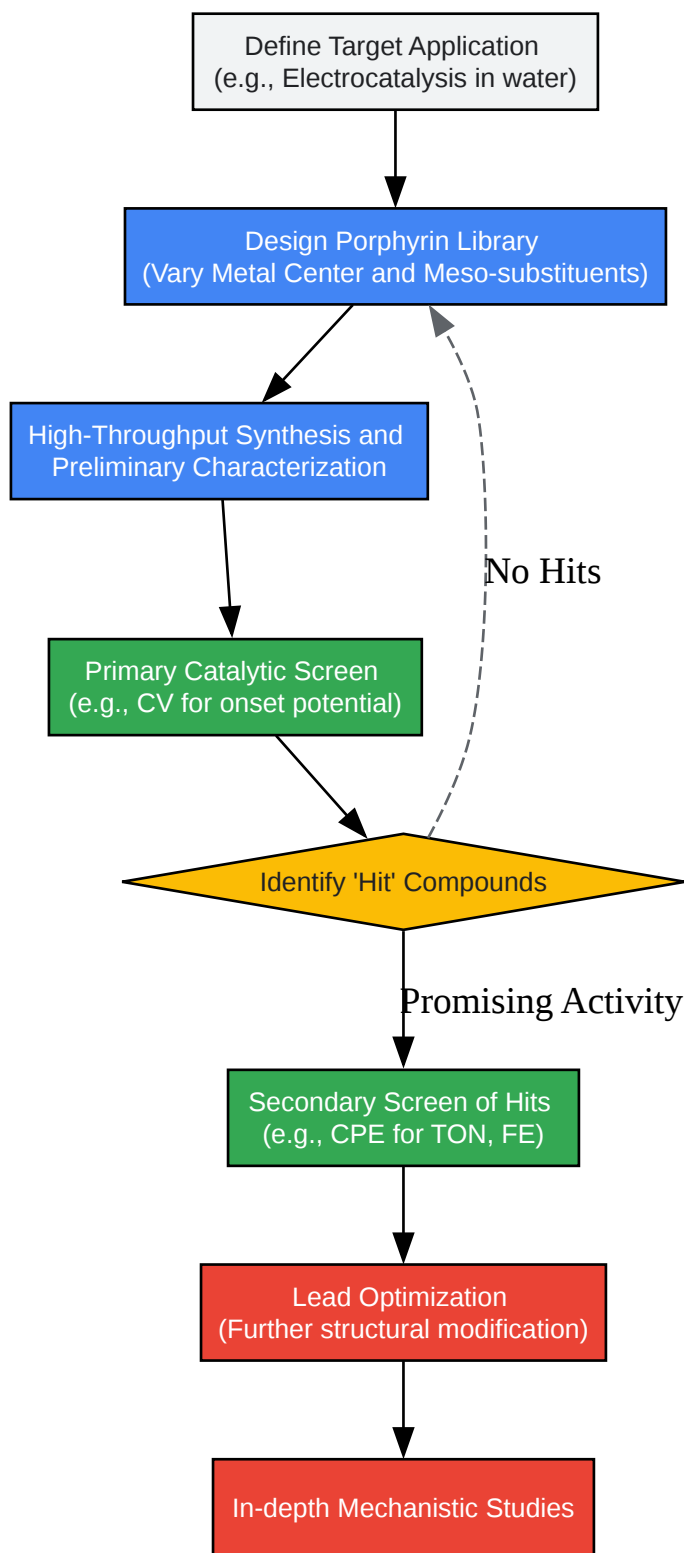 Define Target Application
(e.g., Electrocatalysis in water)
Design Porphyrin Library
(Vary Metal Center and Meso-substituents)
High-Throughput Synthesis and
Preliminary Characterization
No Hits
Primary Catalytic Screen
(e.g., CV for onset potential)
Identify 'Hit' Compounds
Promising Activity
Secondary Screen of Hits
(e.g., CPE for TON, FE)
Lead Optimization
(Further structural modification)
In-depth Mechanistic Studies